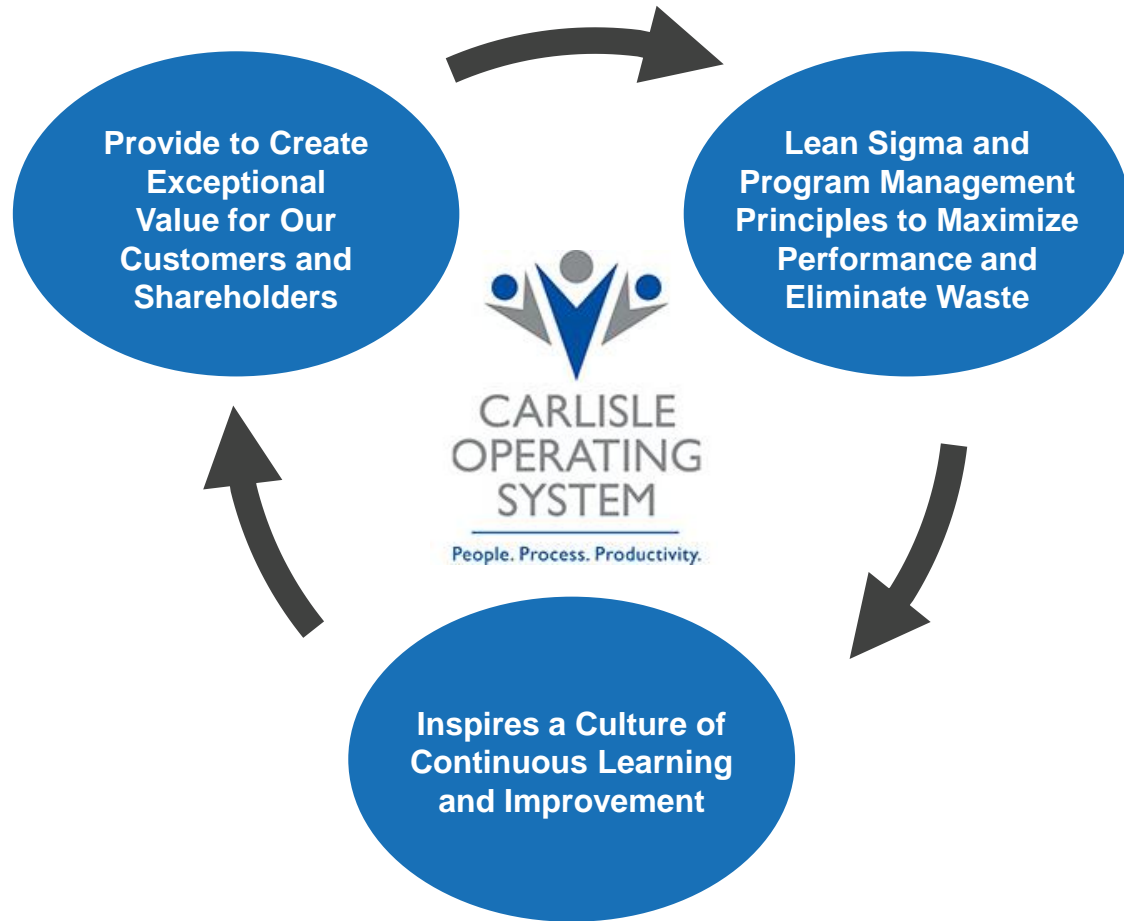 Provide to Create
Exceptional
Value for Our
Customers and
Shareholders
Lean Sigma and
Program Management
Principles to Maximize
Performance and
Eliminate Waste
CARLISLE
OPERATING
SYSTEM
People. Process. Productivity.
Inspires a Culture of
Continuous Learning
and Improvement